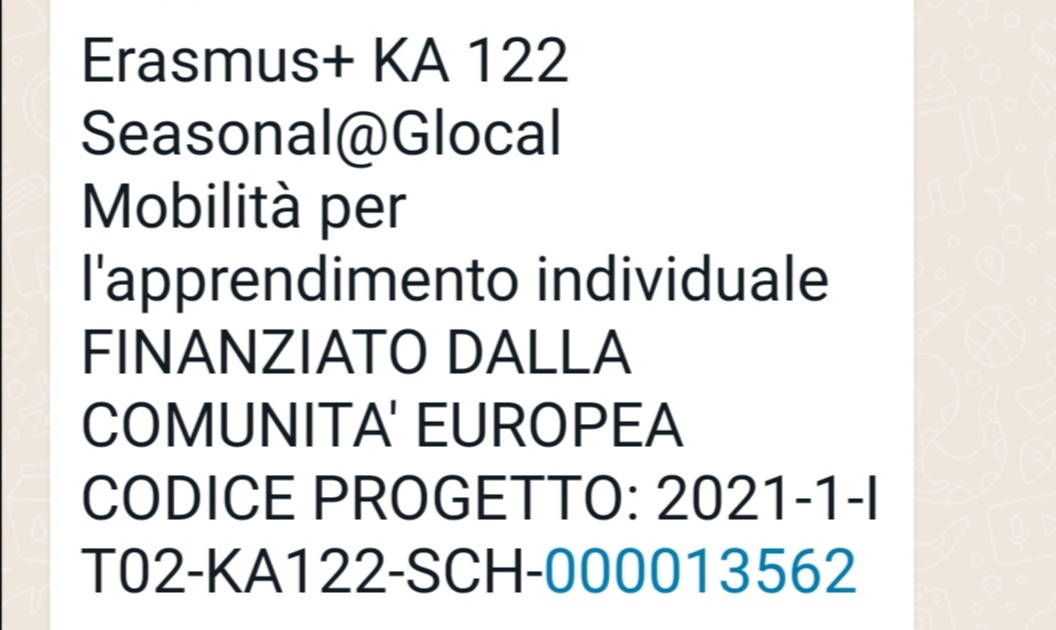 Erasmus+ KA 122
Seasonal@Glocal
Mobilità per
l'apprendimento individuale
FINANZIATO DALLA
COMUNITA' EUROPEA
CODICE PROGETTO: 2021-1-I
T02-KA122-SCH-000013562